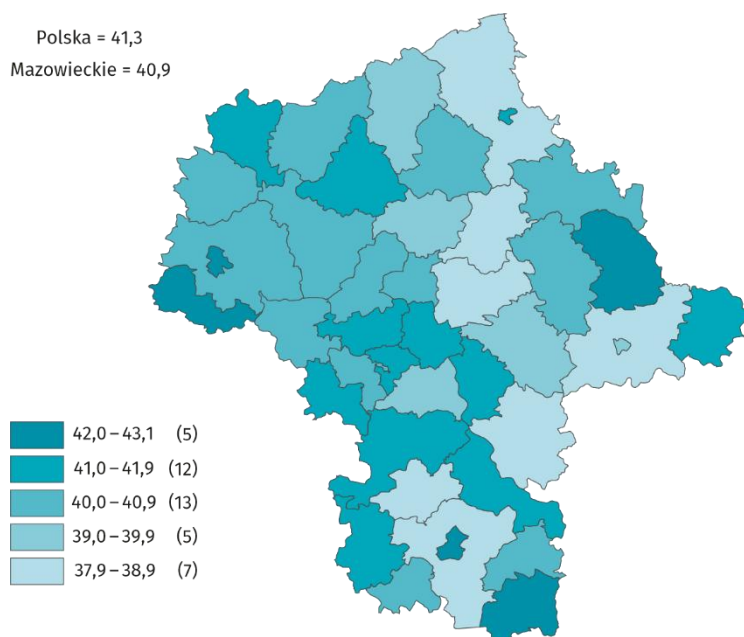 Polska = 41,3
Mazowieckie = 40,9
42,0–43,1 (5)
41,0–41,9 (12)
40,0–40,9 (13)
39,0–39,9 (5)
37,9–38,9 (7)